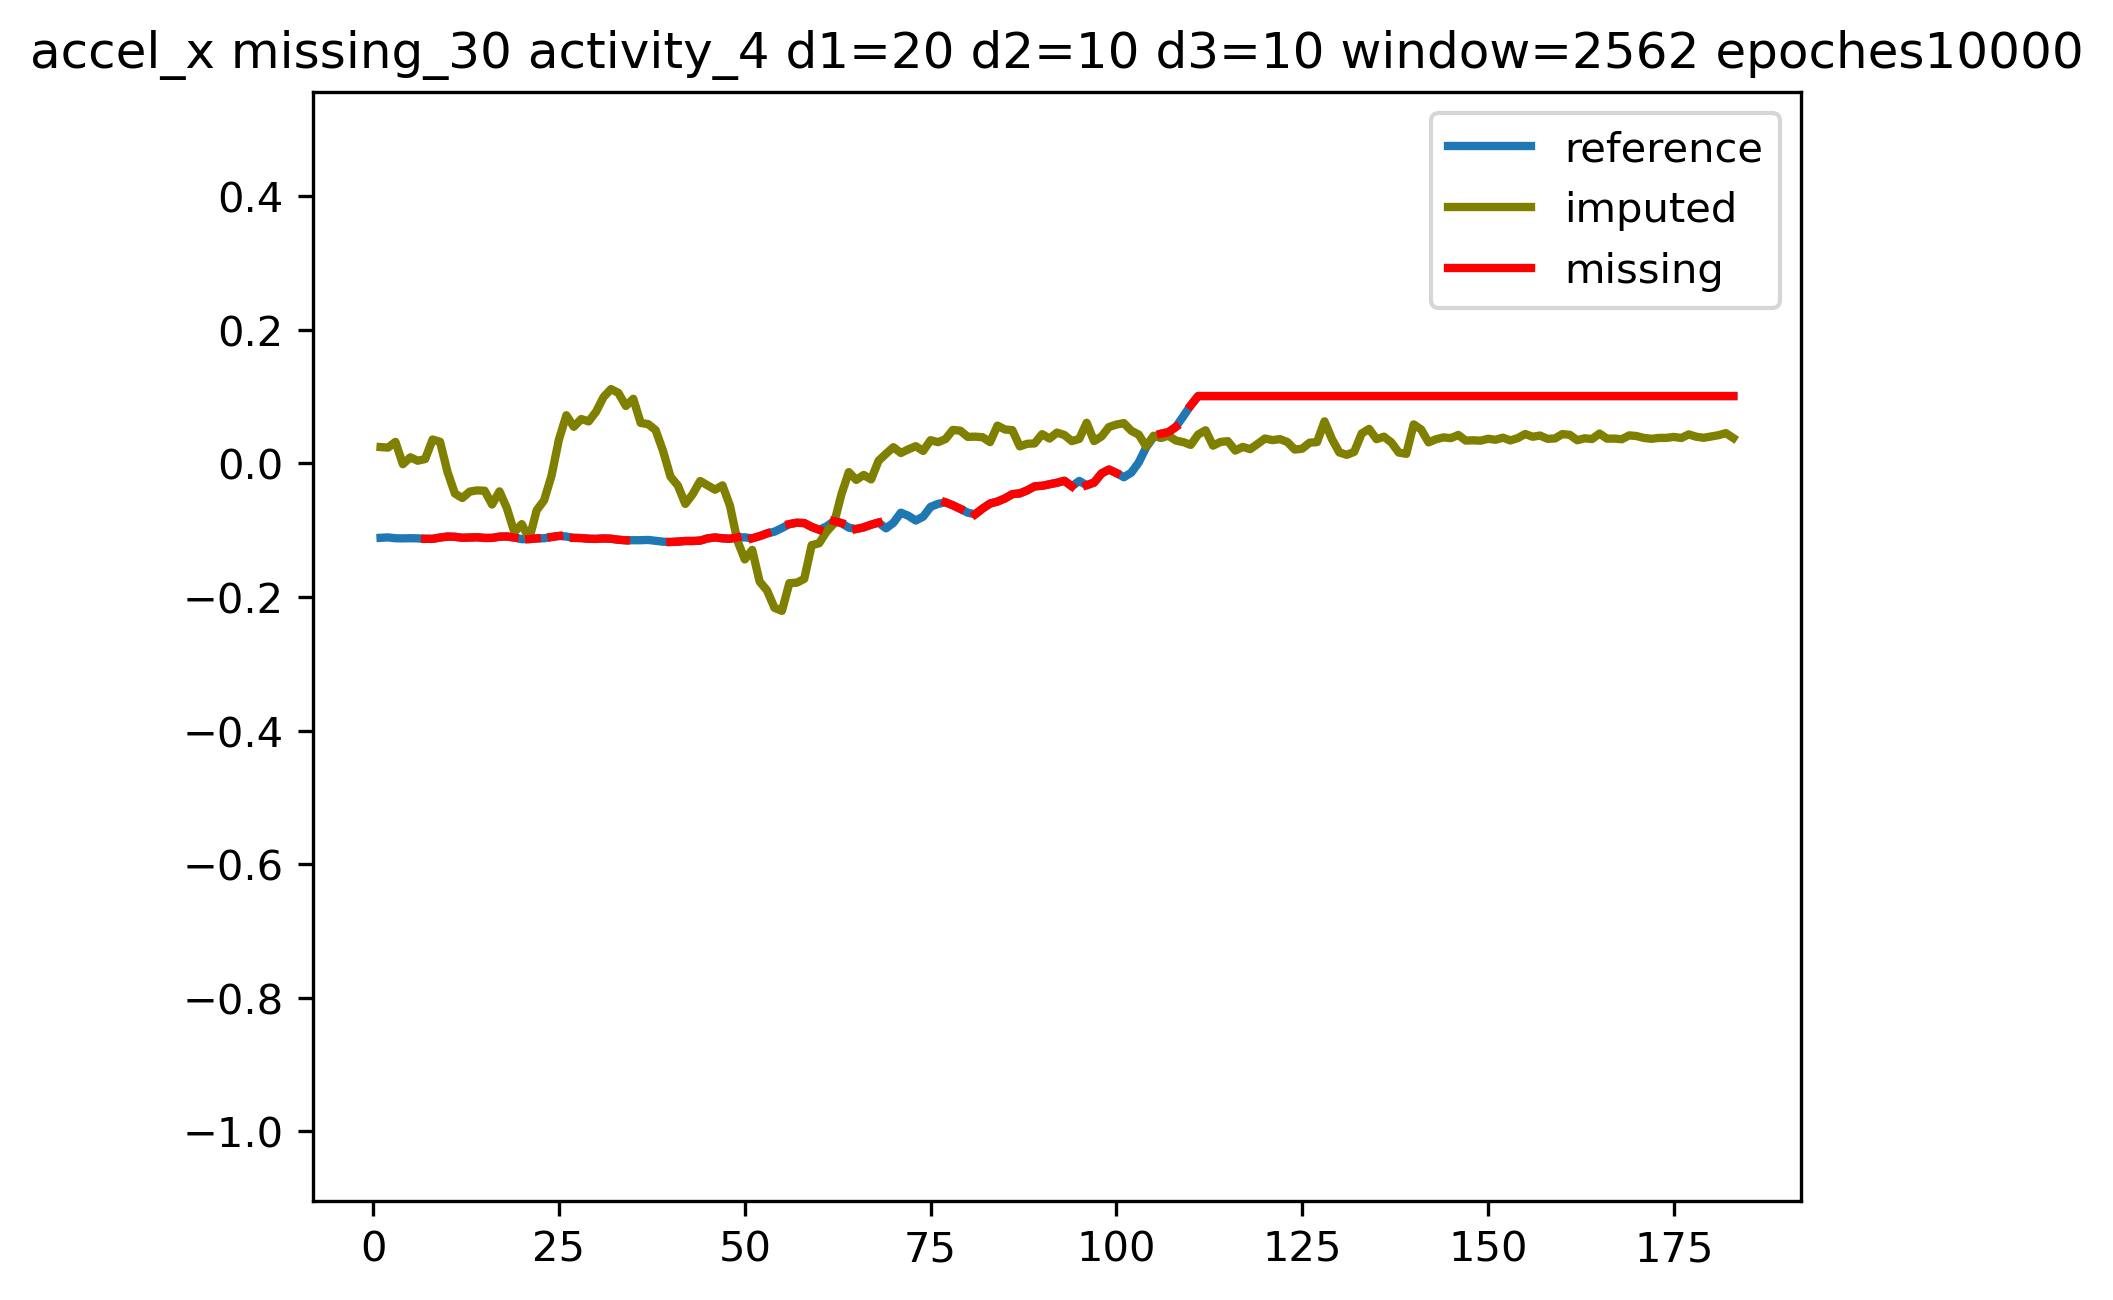 accel_x missing_30 activity_4 d1=20 d2=10 d3=10 window=2562 epoches10000
reference
imputed
missing
0.4
0.2
0.0
−0.2
−0.4
−0.6
−0.8
−1.0
0 25 50 75 100 125 150 175